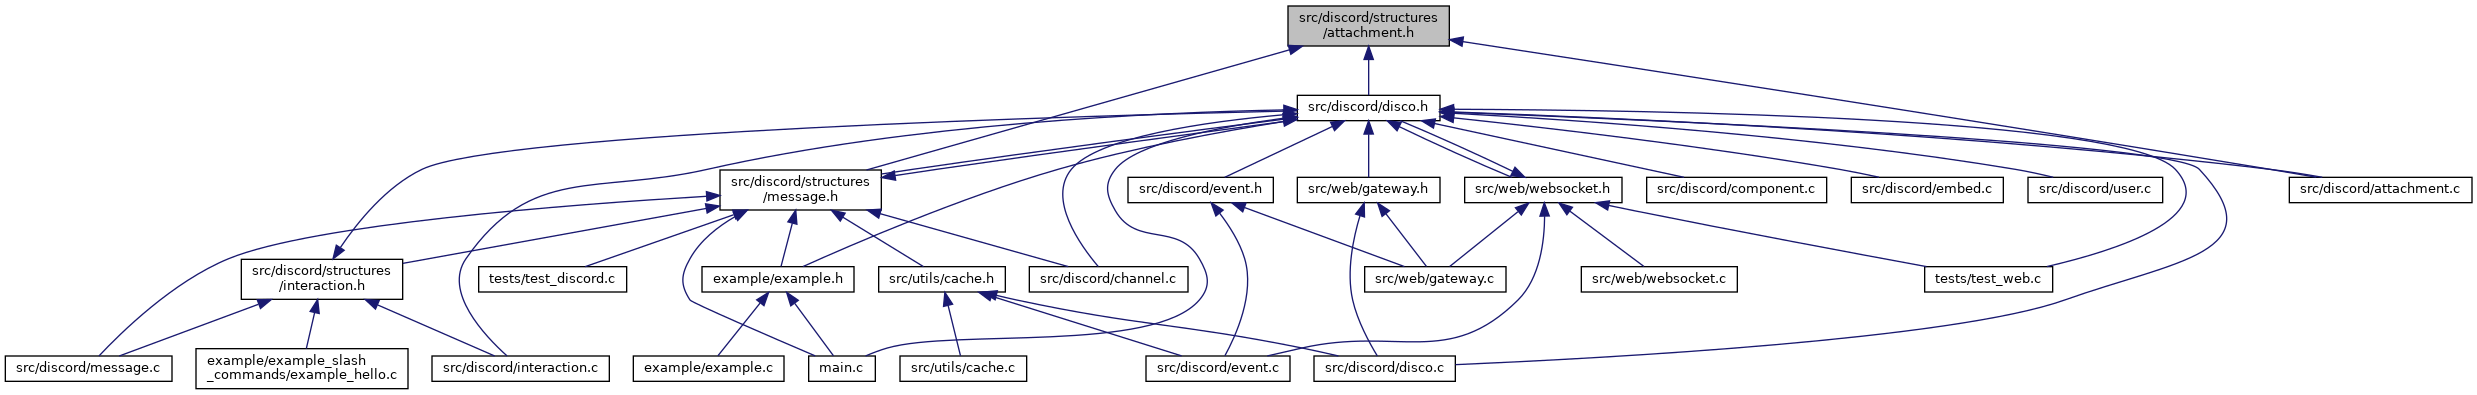 src/discord/structures
/attachment.h
src/discord/disco.h
src/discord/structures
/message.h
src/discord/event.h
src/web/gateway.h
src/web/websocket.h
src/discord/component.c
src/discord/embed.c
src/discord/user.c
src/discord/attachment.c
src/discord/structures
/interaction.h
tests/test_discord.c
example/example.h
src/utils/cache.h
src/discord/channel.c
src/web/gateway.c
src/web/websocket.c
tests/test_web.c
src/discord/message.c
example/example_slash
_commands/example_hello.c
src/discord/interaction.c
example/example.c
main.c
src/utils/cache.c
src/discord/event.c
src/discord/disco.c